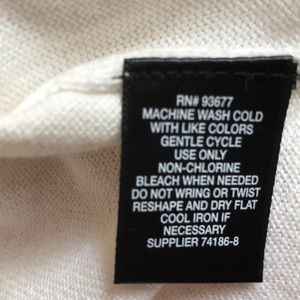 RN# 93677
MACHINE WASH COLD
WITH LIKE COLORS
GENTLE CYCLE
USE ONLY
NON-CHLORINE
BLEACH WHEN NEEDED
DO NOT WRING OR TWIST
RESHAPE AND DRY FLAT
COOL IRON IF
NECESSARY
SUPPLIER 74186-8